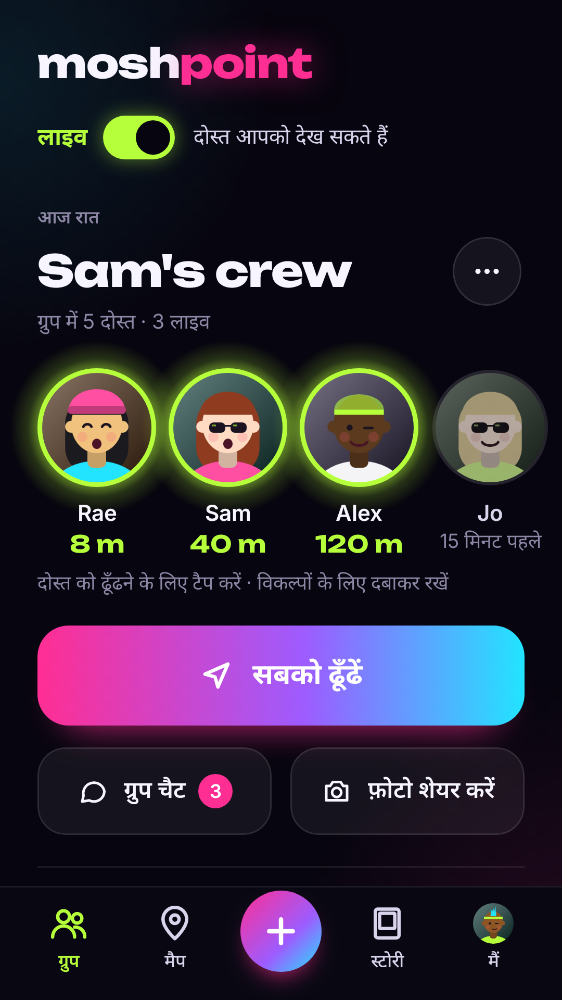 moshpoint
लाइव दोस्त आपको देख सकते हैं
आज रात
Sam's crew
ग्रुप में 5 दोस्त · 3 लाइव
Rae Sam Alex Jo
8 m 40 m 120 m 15 मिनट पहले
दोस्त को ढूँढने के लिए टैप करें · विकल्पों के लिए दबाकर रखें
सबको ढूँढें
ग्रुप चैट 3 फ़ोटो शेयर करें
ग्रुप मैप स्टोरी मैं